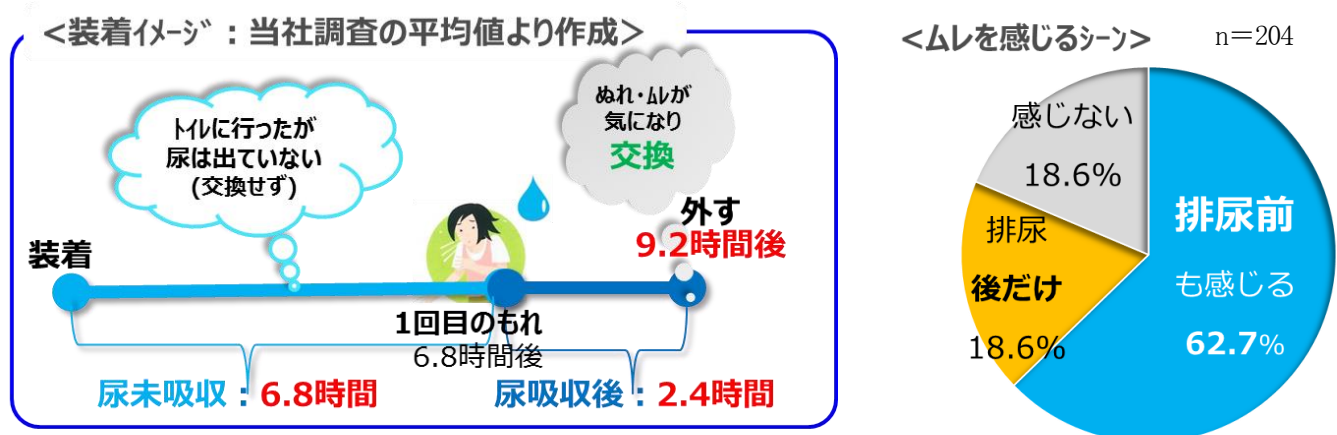 <装着ｲﾒｰｼﾞ：当社調査の平均値より作成>
ﾄｲﾚに行ったが
尿は出ていない
(交換せず)
ぬれ・ﾑﾚが
気になり
交換
装着
外す
9.2時間後
1回目のもれ
6.8時間後
尿未吸収：6.8時間
尿吸収後：2.4時間
<ムレを感じるｼｰﾝ>
n＝204
感じない
18.6%
排尿
後だけ
18.6%
排尿前
も感じる
62.7%